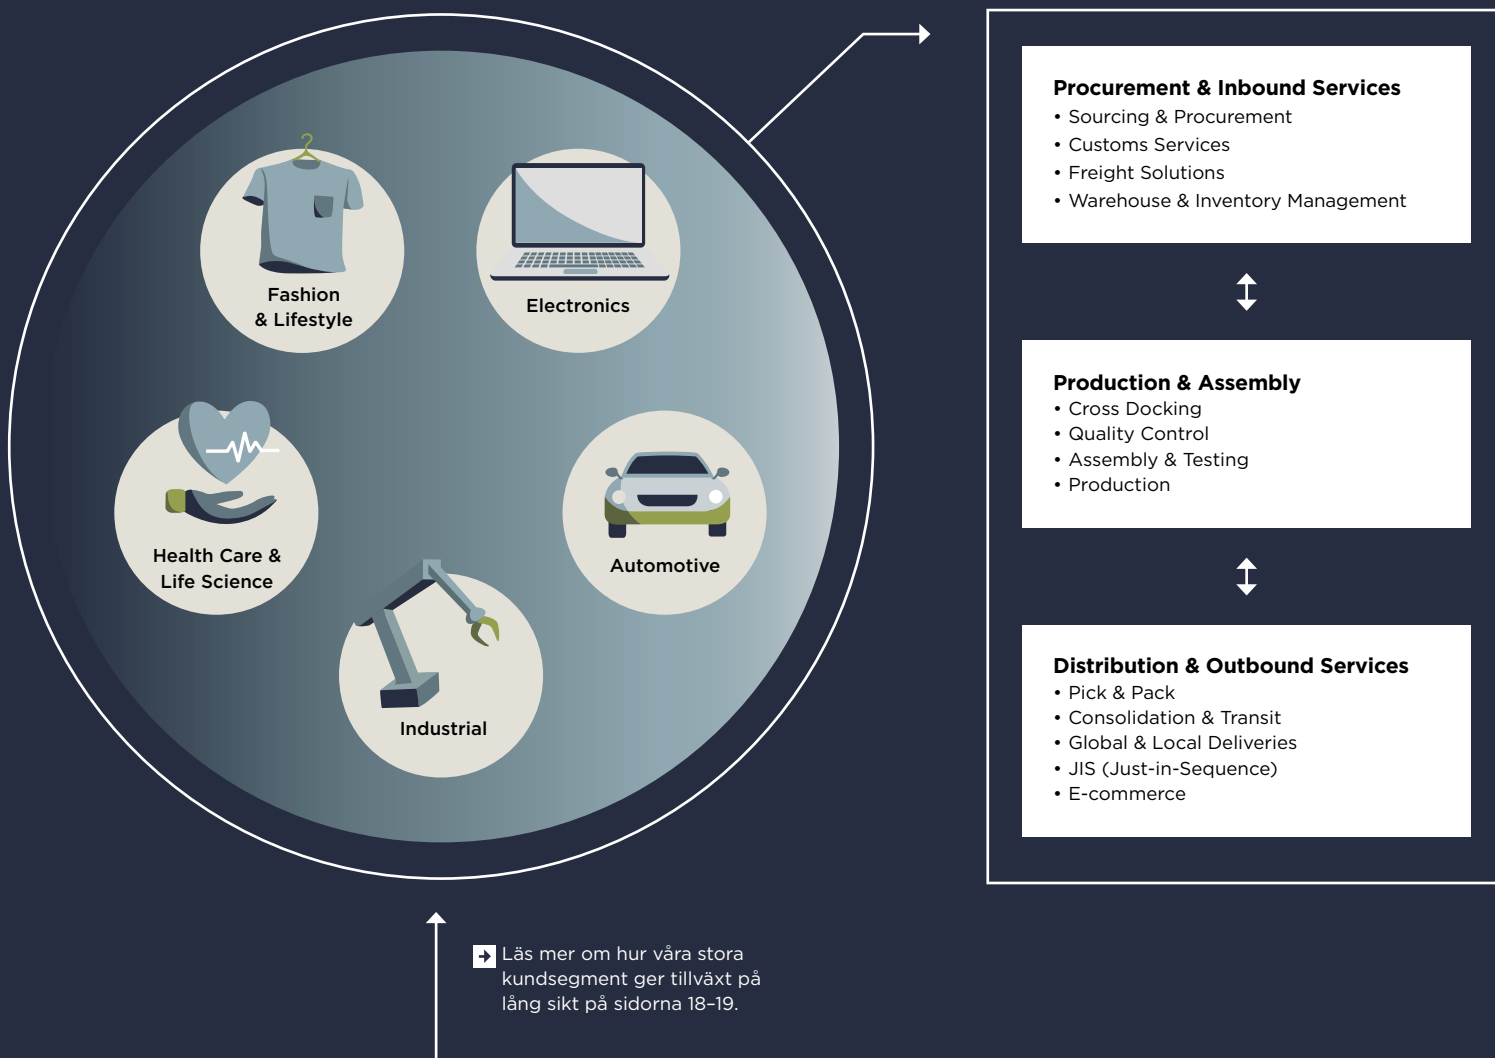 Fashion
& Lifestyle
Electronics
Health Care &
Life Science
Automotive
Industrial
Läs mer om hur våra stora
kundsegment ger tillväxt på
lång sikt på sidorna 18–19.
Procurement & Inbound Services
• Sourcing & Procurement
• Customs Services
• Freight Solutions
• Warehouse & Inventory Management
Production & Assembly
• Cross Docking
• Quality Control
• Assembly & Testing
• Production
Distribution & Outbound Services
• Pick & Pack
• Consolidation & Transit
• Global & Local Deliveries
• JIS (Just-in-Sequence)
• E-commerce